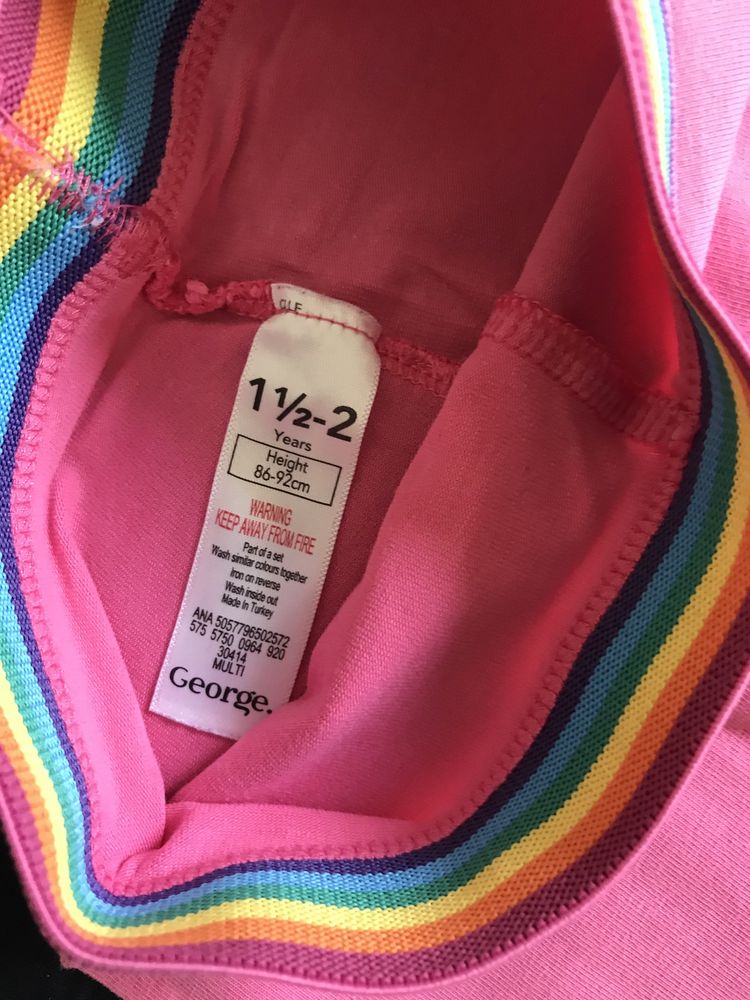 1½-2
Years
Height
86-92cm
WARNING
KEEP AWAY FROM FIRE
Part of a set
Wash similar colours together
Iron on reverse
Wash inside out
Made In Turkey
ANA 5057796502572
575 5750 0964 920
30414
MULTI
George.